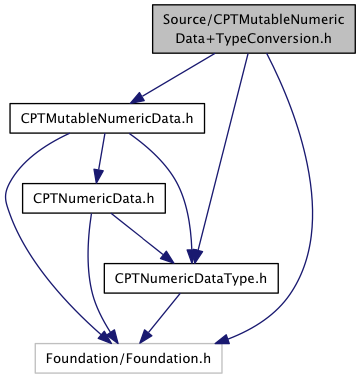 Source/CPTMutableNumeric
Data+TypeConversion.h
CPTMutableNumericData.h
CPTNumericData.h
CPTNumericDataType.h
Foundation/Foundation.h